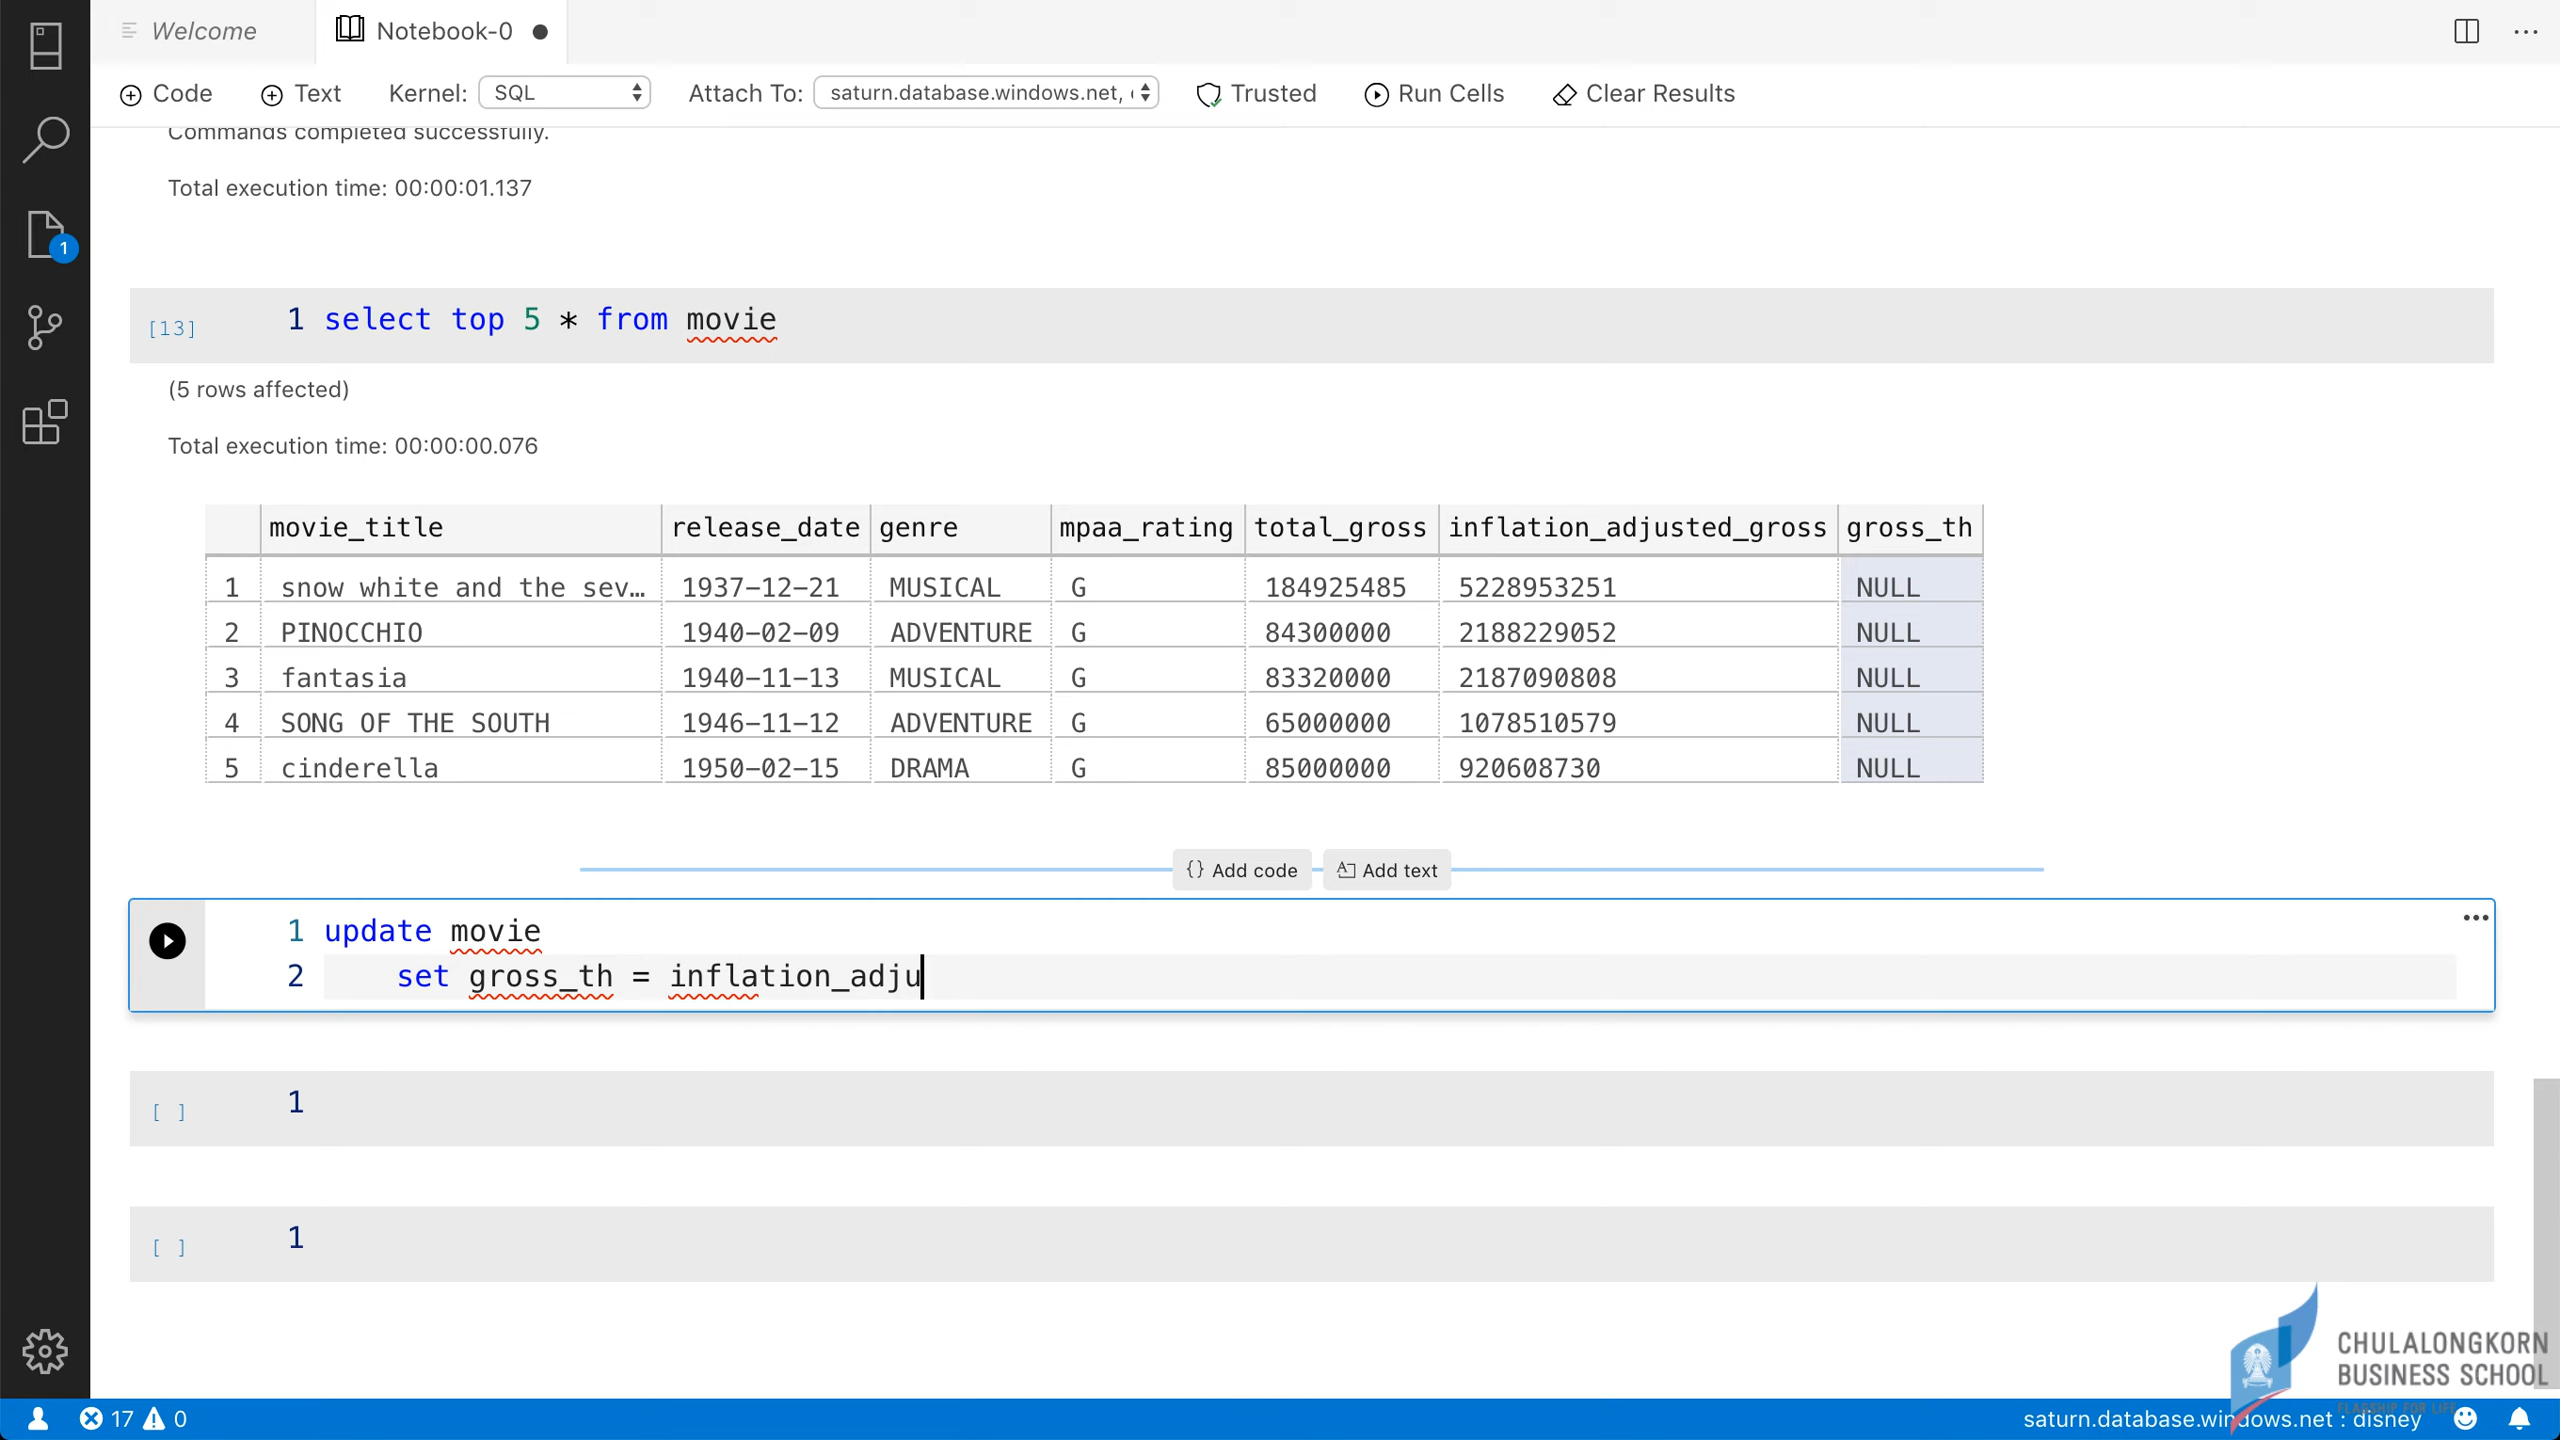 Welcome
Notebook-0
Code
Text
Kernel: SQL
Attach To: saturn.database.windows.net,
Trusted
Run Cells
Clear Results
1
Commands completed successfully.
Total execution time: 00:00:01.137
[13] 1 select top 5 * from movie
(5 rows affected)
Total execution time: 00:00:00.076
movie_title release_date genre mpaa_rating total_gross inflation_adjusted_gross gross_th
1 snow white and the sev… 1937-12-21 MUSICAL G 184925485 5228953251 NULL
2 PINOCCHIO 1940-02-09 ADVENTURE G 84300000 2188229052 NULL
3 fantasia 1940-11-13 MUSICAL G 83320000 2187090808 NULL
4 SONG OF THE SOUTH 1946-11-12 ADVENTURE G 65000000 1078510579 NULL
5 cinderella 1950-02-15 DRAMA G 85000000 920608730 NULL
{} Add code
Add text
1 update movie
2 set gross_th = inflation_adju
[ ] 1
[ ] 1
CHULALONGKORN
BUSINESS SCHOOL
FLAGSHIP FOR LIFE
17 0
saturn.database.windows.net : disney